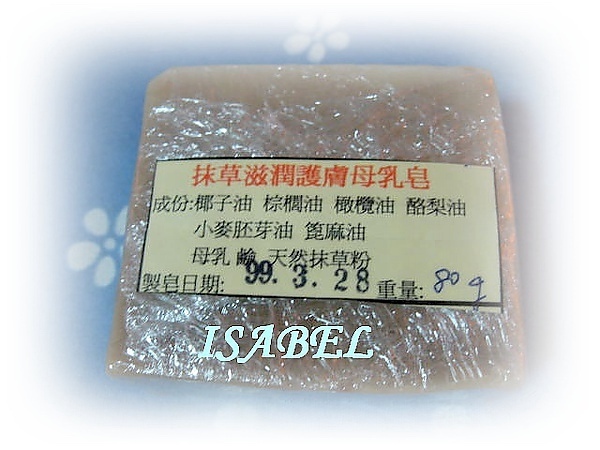 抹草滋潤護膚母乳皂
成份:椰子油 棕櫚油 橄欖油 酪梨油
小麥胚芽油 篦麻油
母乳 鹼 天然抹草粉
製皂日期: 99.3.28 重量: 80g
ISABEL